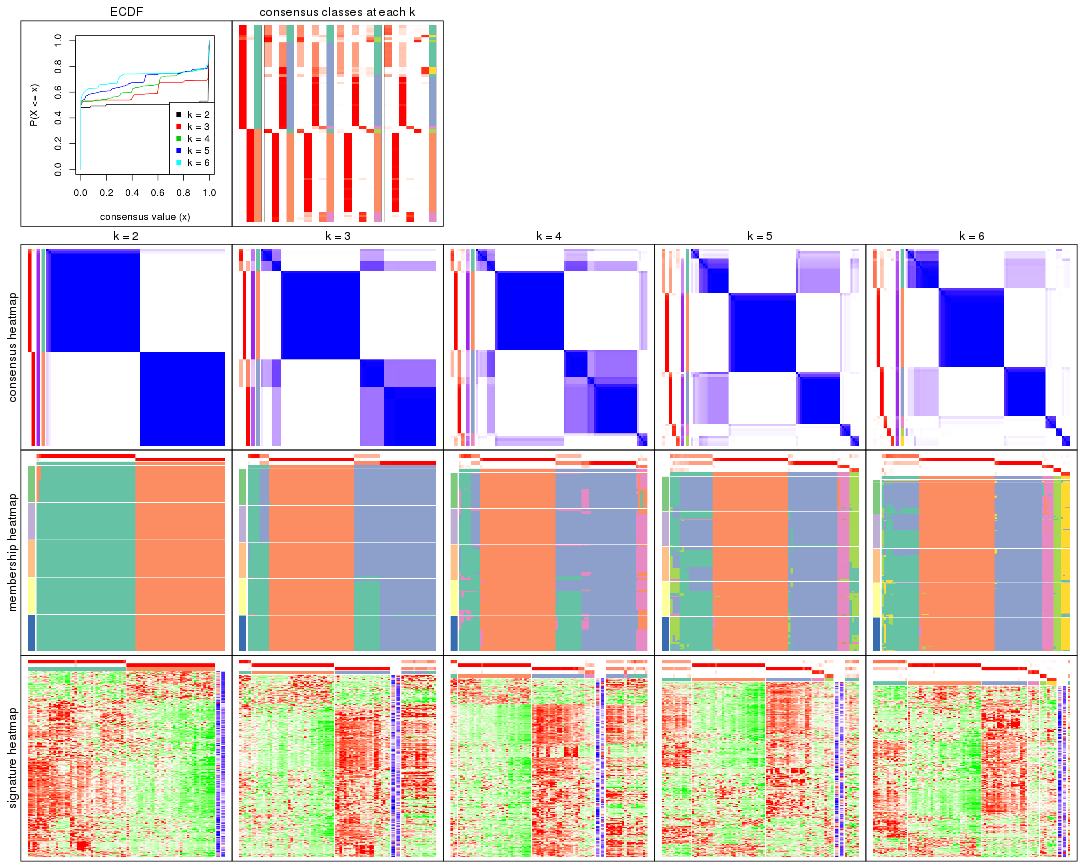 ECDF
consensus classes at each k
P(X <= x)
1.0
0.8
0.6
0.4
0.2
0.0
k = 2
k = 3
k = 4
k = 5
k = 6
0.0 0.2 0.4 0.6 0.8 1.0
consensus value (x)
k = 2 k = 3 k = 4 k = 5 k = 6
consensus heatmap
membership heatmap
signature heatmap